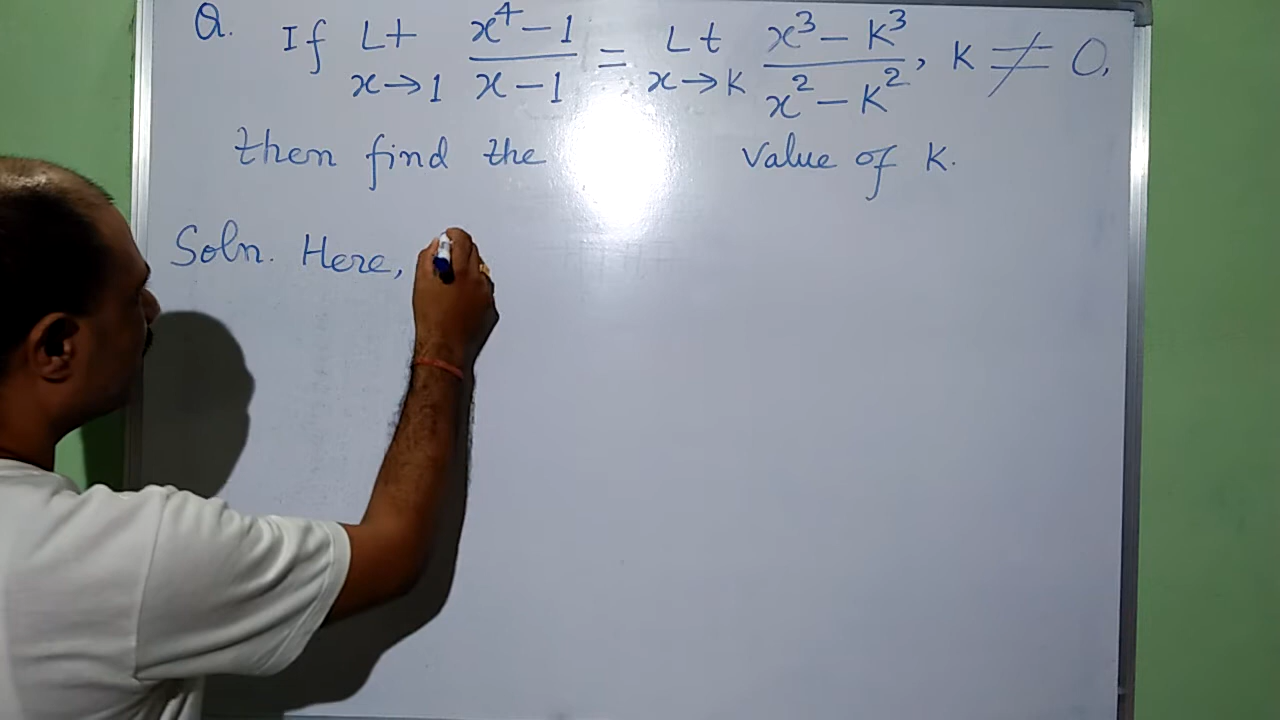 Q. If Lt x→1 x⁴-1/x-1 = Lt x→K x³-K³/x²-K², K ≠ 0,
then find the value of K.
Soln. Here,